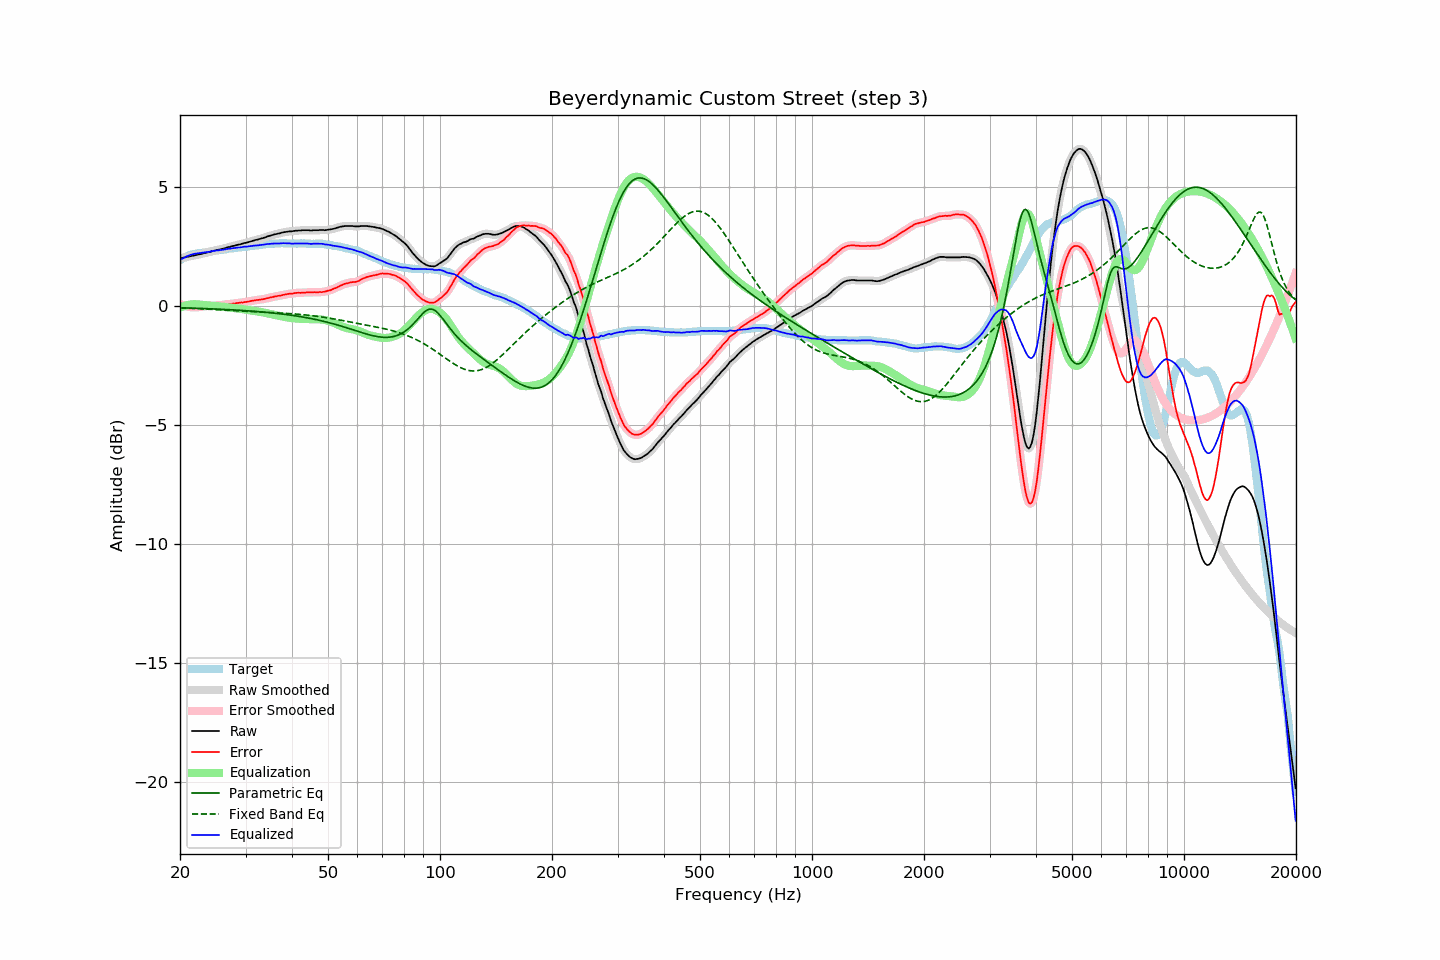 Beyerdynamic Custom Street (step 3)
Amplitude (dBr)
5
0
−5
−10
−15
−20
Target
Raw Smoothed
Error Smoothed
Raw
Error
Equalization
Parametric Eq
Fixed Band Eq
Equalized
20 50 100 200 500 1000 2000 5000 10000 20000
Frequency (Hz)